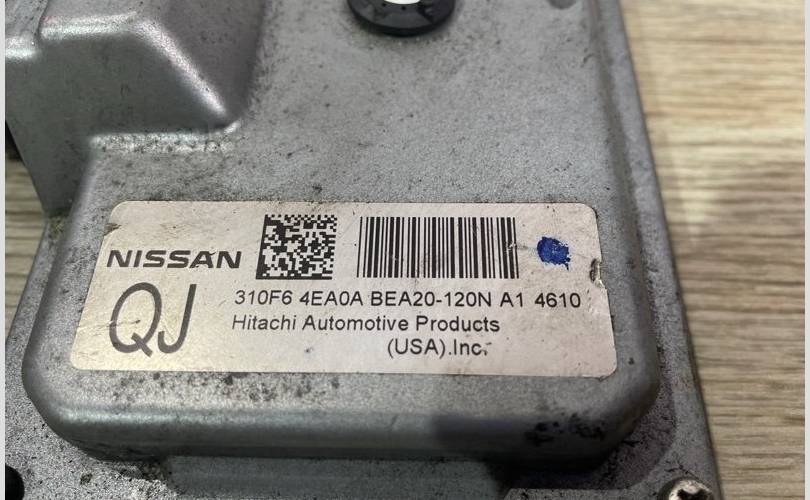 NISSAN
QJ
310F6 4EA0A BEA20-120N A1 4610
Hitachi Automotive Products
(USA).Inc.